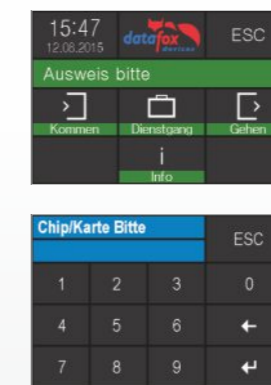 15:47
12.08.2015
datafox
devices
ESC
Ausweis bitte
Kommen
Dienstgang
Gehen
i
Info
Chip/Karte Bitte
ESC
1 2 3 0
4 5 6
7 8 9